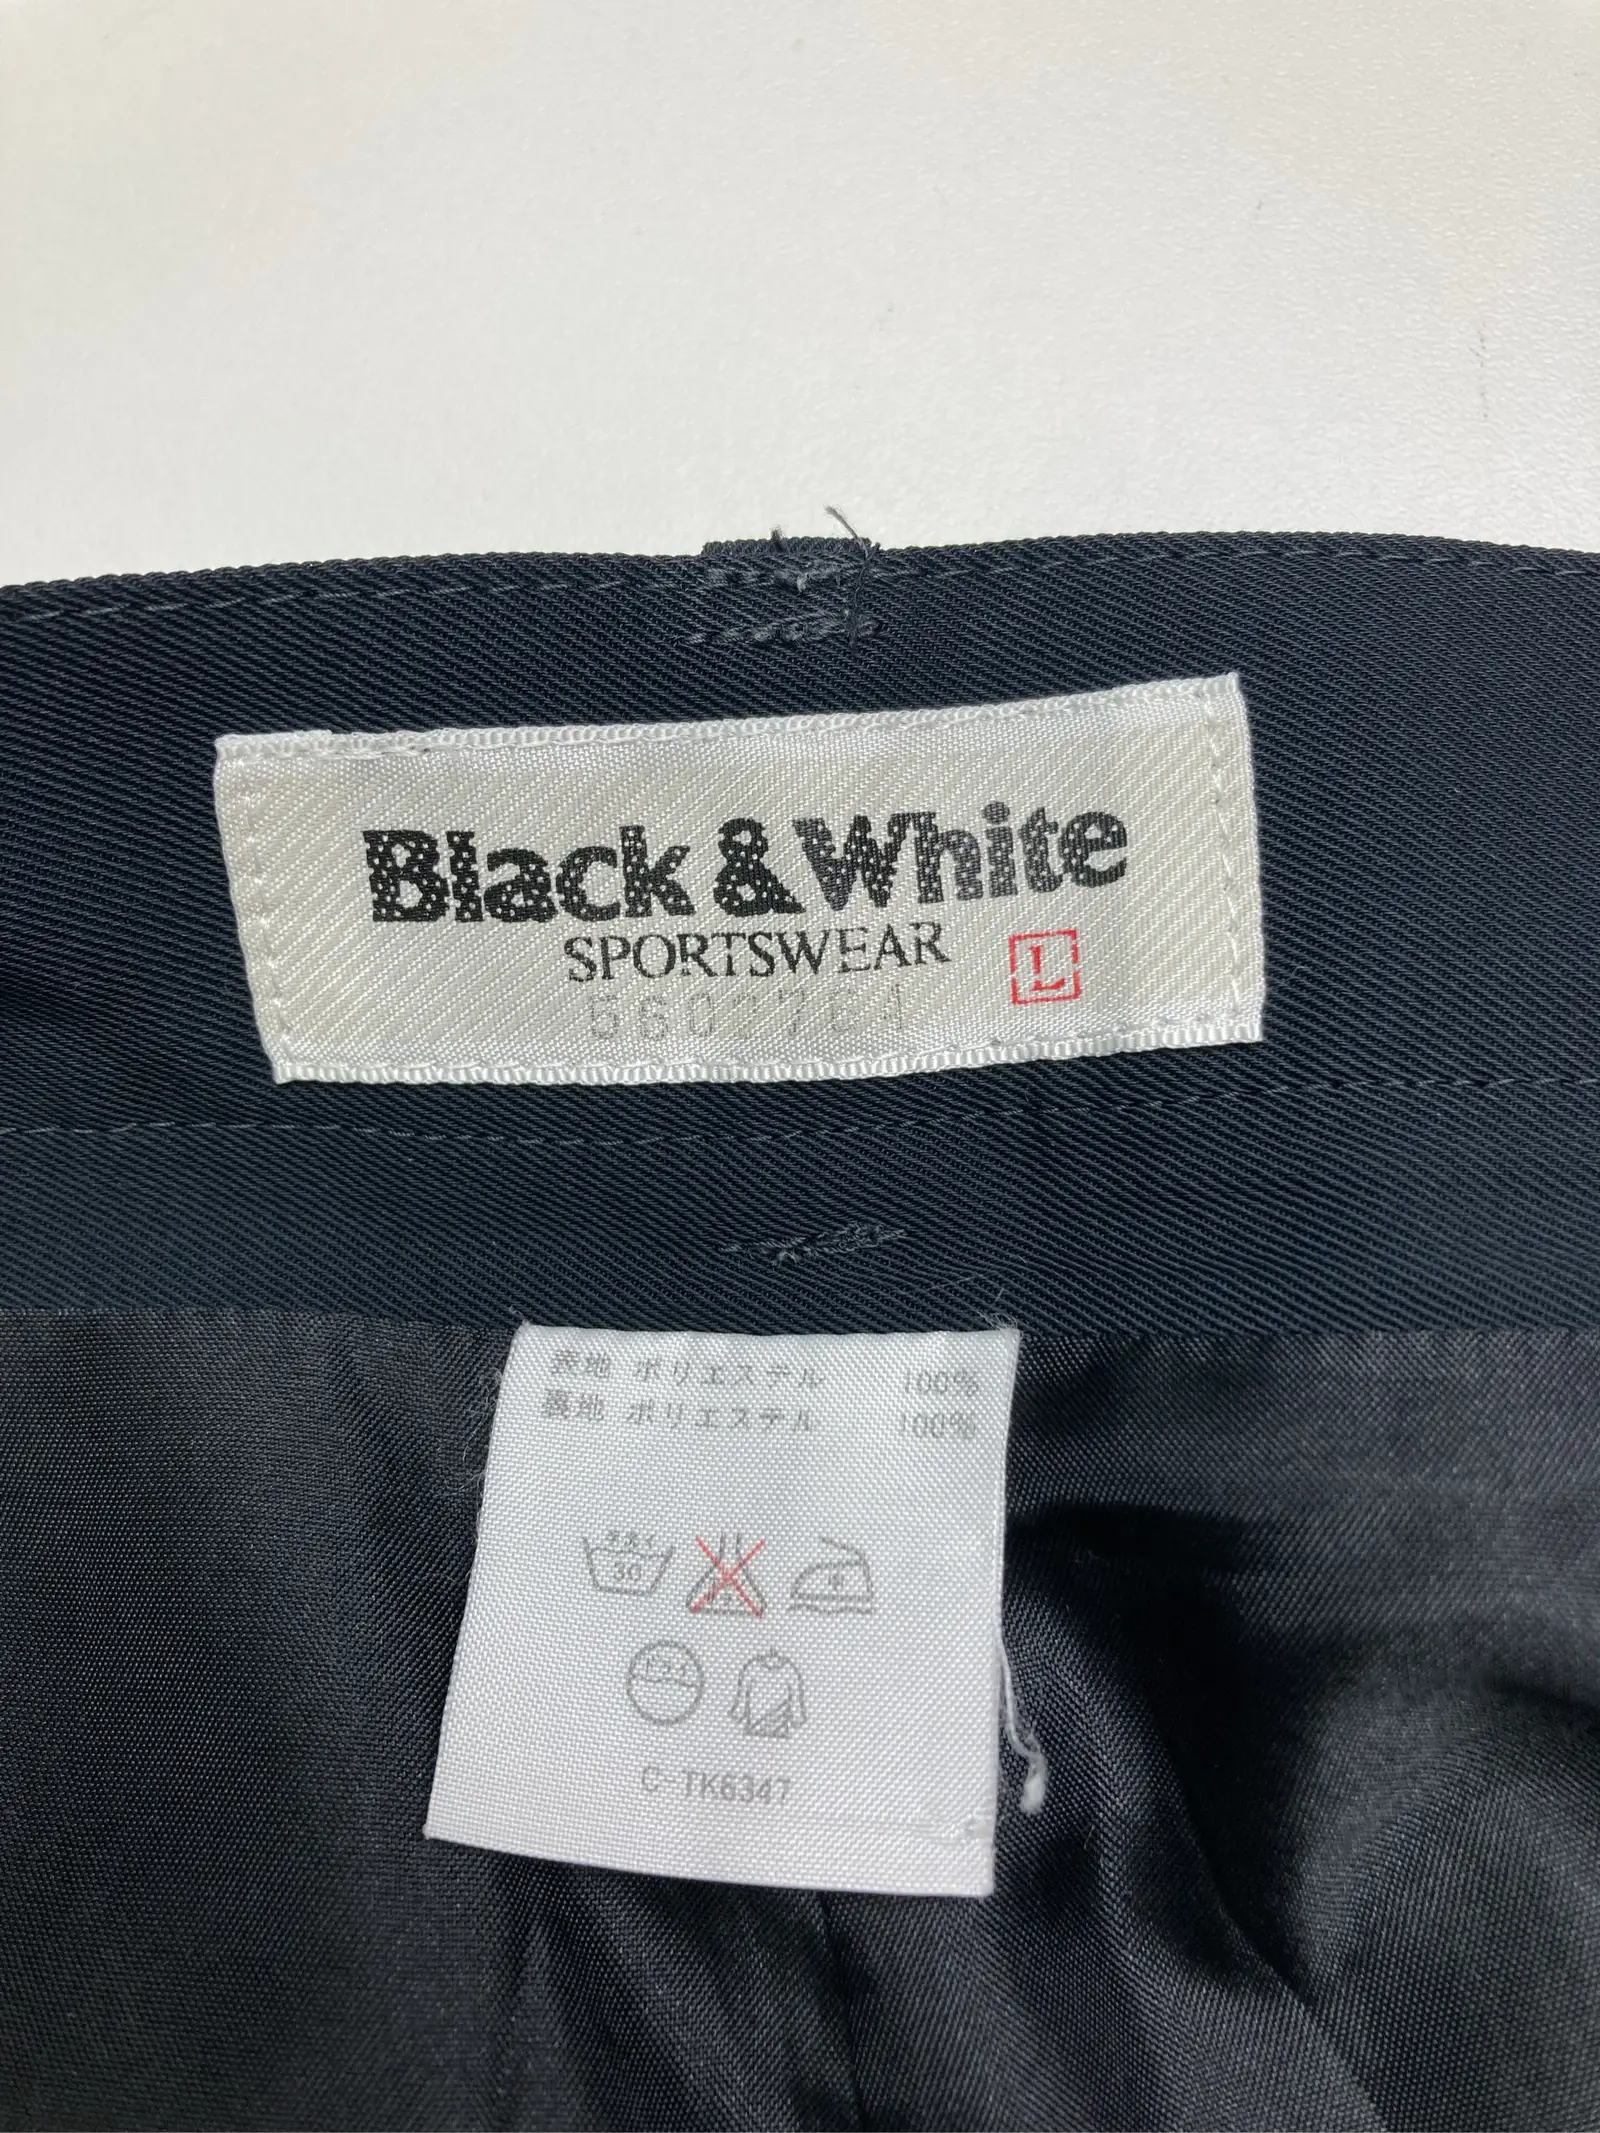 Black & White
SPORTSWEAR
L
表地 ポリエステル 100%
裏地 ポリエステル 100%
30
C-TK6347